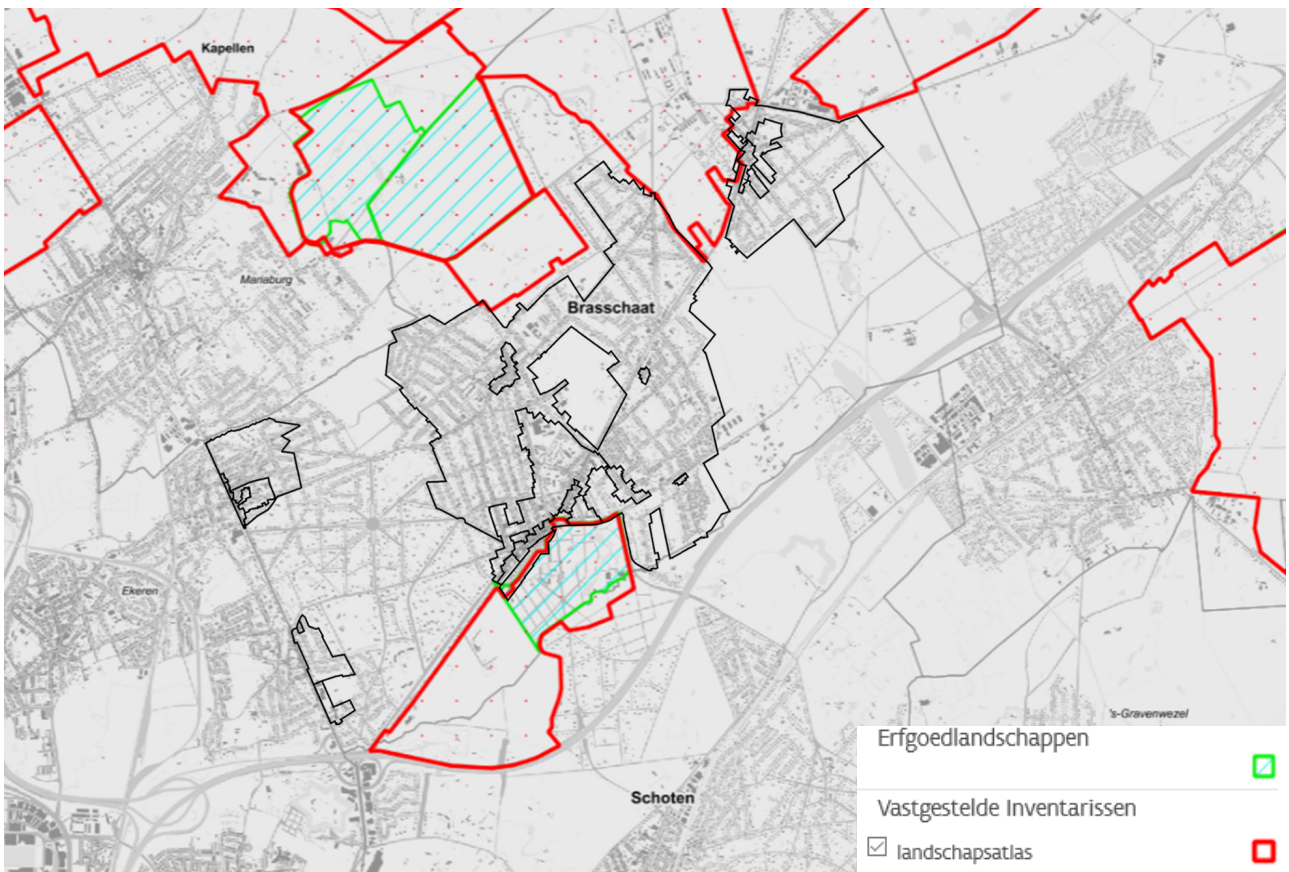 Kapellen
Mariaburg
Brasschaat
Ekeren
's-Gravenwezel
Schoten
Erfgoedlandschappen
Vastgestelde Inventarissen
landschapsatlas